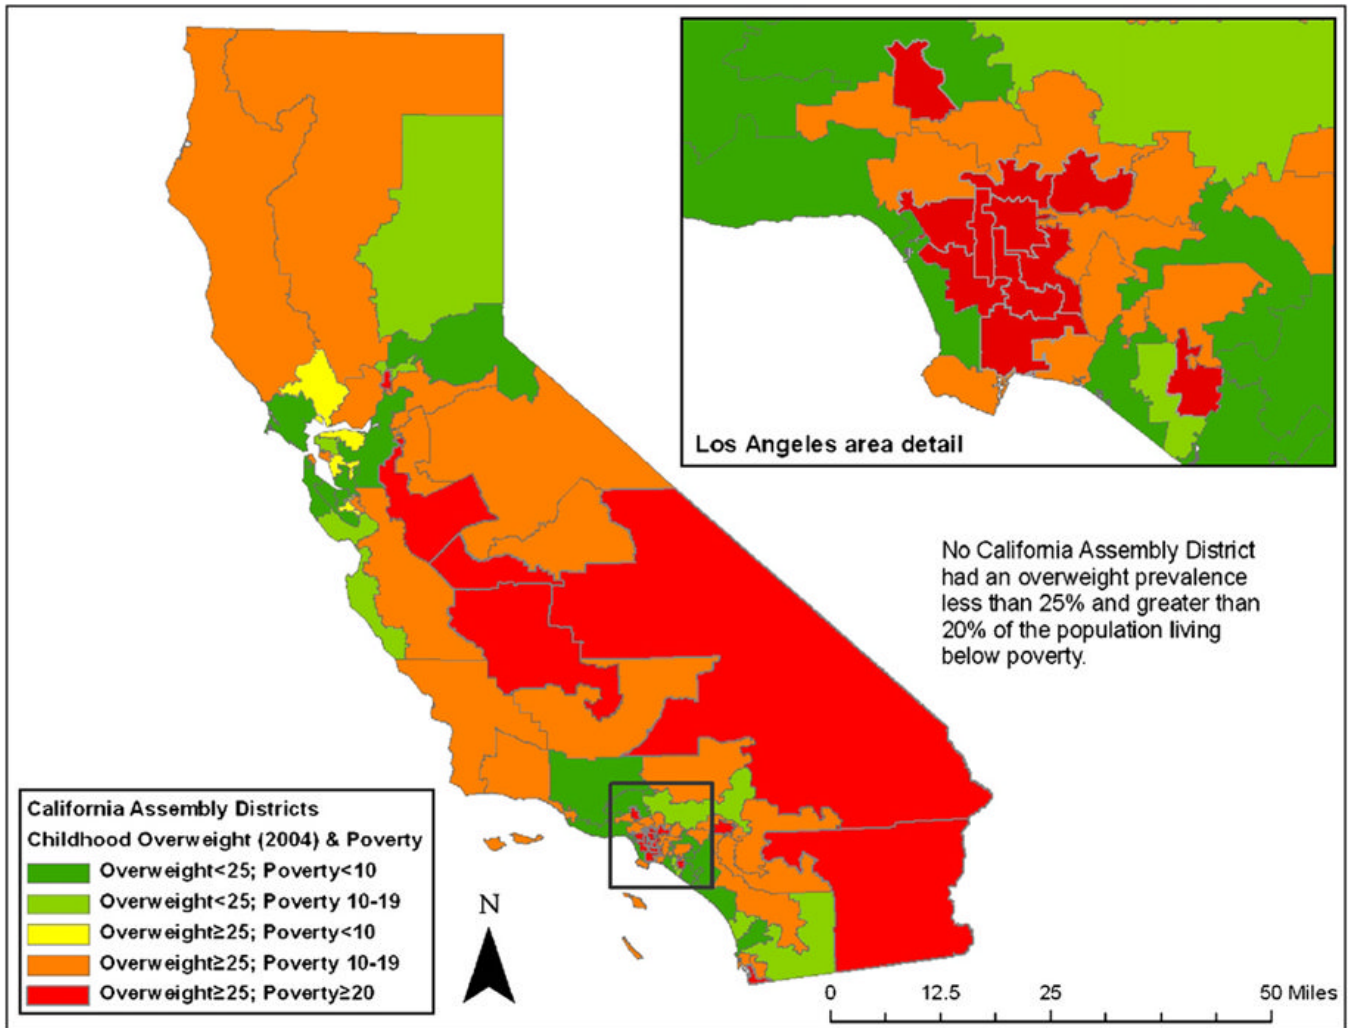 Los Angeles area detail
No California Assembly District
had an overweight prevalence
less than 25% and greater than
20% of the population living
below poverty.
California Assembly Districts
Childhood Overweight (2004) & Poverty
Overweight<25; Poverty<10
Overweight<25; Poverty 10-19
Overweight≥25; Poverty<10
Overweight≥25; Poverty 10-19
Overweight≥25; Poverty≥20
N
0 12.5 25 50 Miles